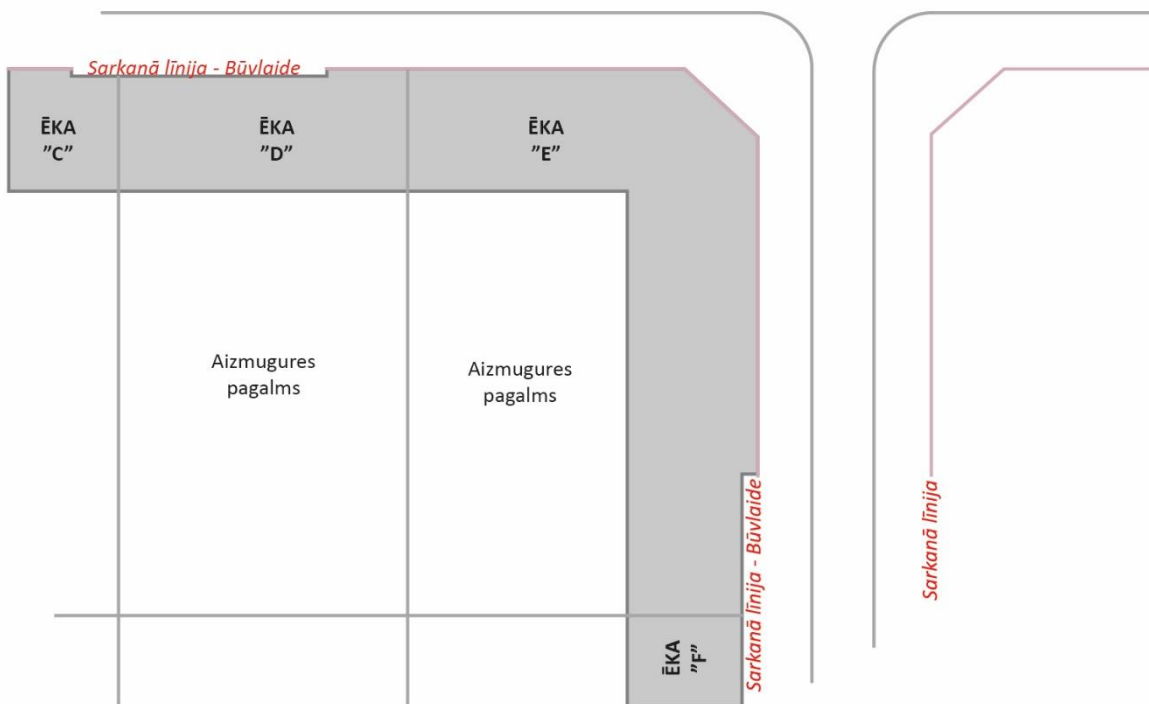 Sarkanā līnija - Būvlaide
ĒKA
”C”
ĒKA
”D”
ĒKA
”E”
Aizmugures
pagalms
Aizmugures
pagalms
Sarkanā līnija - Būvlaide
Sarkanā līnija
ĒKA
”F”